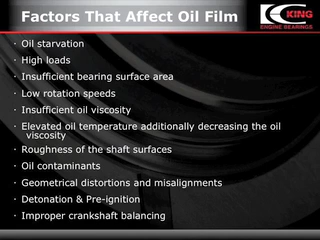 Factors That Affect Oil Film
KING
ENGINE BEARINGS
· Oil starvation
· High loads
· Insufficient bearing surface area
· Low rotation speeds
· Insufficient oil viscosity
· Elevated oil temperature additionally decreasing the oil
viscosity
· Roughness of the shaft surfaces
· Oil contaminants
· Geometrical distortions and misalignments
· Detonation & Pre-ignition
· Improper crankshaft balancing